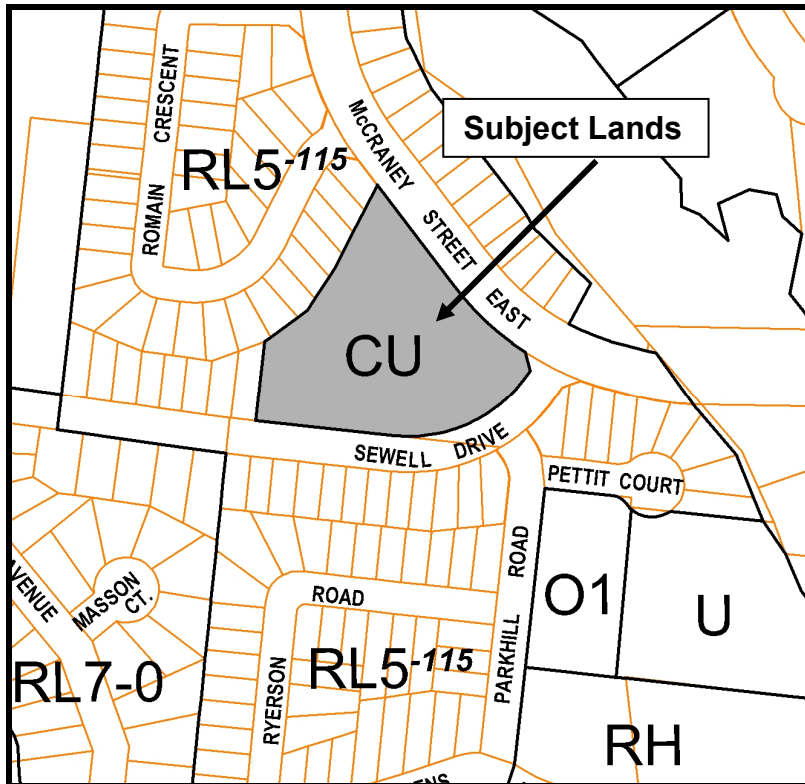 McCRANEY STREET EAST
Subject Lands
ROMAIN CRESCENT
RL5-115
CU
SEWELL DRIVE
PETTIT COURT
AVENUE
MASSON CT.
ROAD
PARKHILL ROAD
O1
U
RL7-0
RYERSON
RL5-115
RH